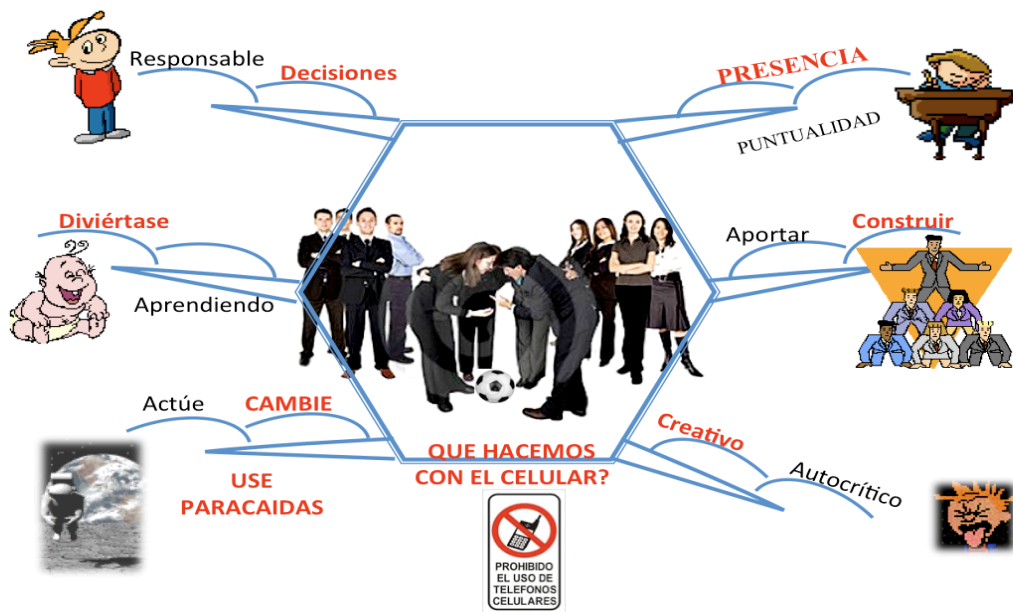 Responsable
Decisiones
PRESENCIA
PUNTUALIDAD
Diviértase
Aprendiendo
Aportar
Construir
Actúe
CAMBIE
USE
PARACAIDAS
QUE HACEMOS
CON EL CELULAR?
Creativo
Autocrítico
PROHIBIDO
EL USO DE
TELEFONOS
CELULARES